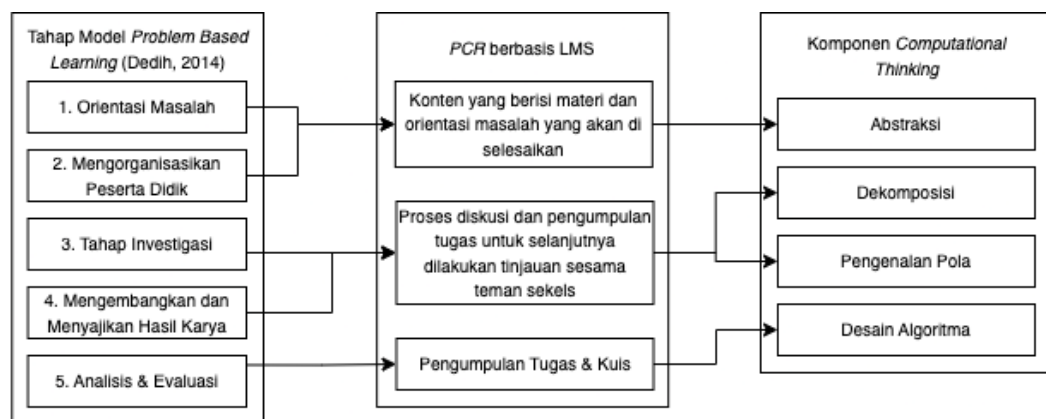 Tahap Model Problem Based
Learning (Dedih, 2014)
1. Orientasi Masalah
2. Mengorganisasikan
Peserta Didik
3. Tahap Investigasi
4. Mengembangkan dan
Menyajikan Hasil Karya
5. Analisis & Evaluasi
PCR berbasis LMS
Konten yang berisi materi dan
orientasi masalah yang akan di
selesaikan
Proses diskusi dan pengumpulan
tugas untuk selanjutnya
dilakukan tinjauan sesama
teman sekels
Pengumpulan Tugas & Kuis
Komponen Computational
Thinking
Abstraksi
Dekomposisi
Pengenalan Pola
Desain Algoritma